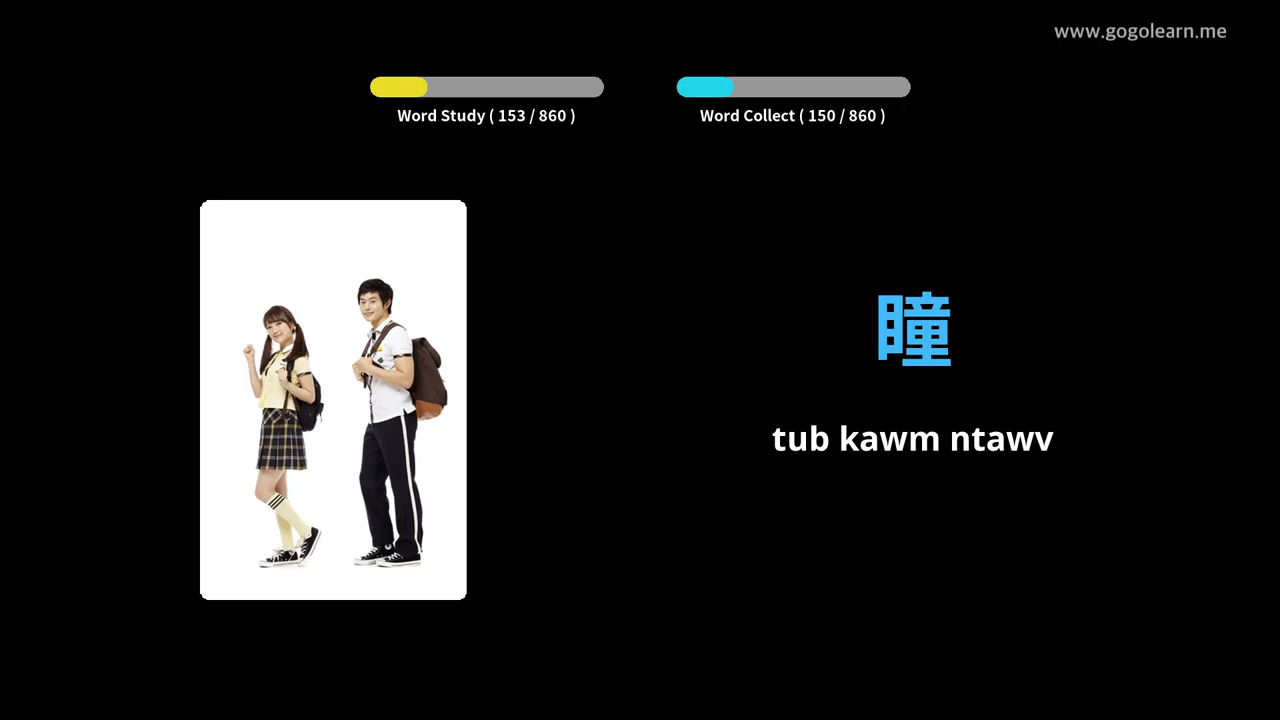 www.gogolearn.me
Word Study ( 153 / 860 )
Word Collect ( 150 / 860 )
瞳
tub kawm ntawv